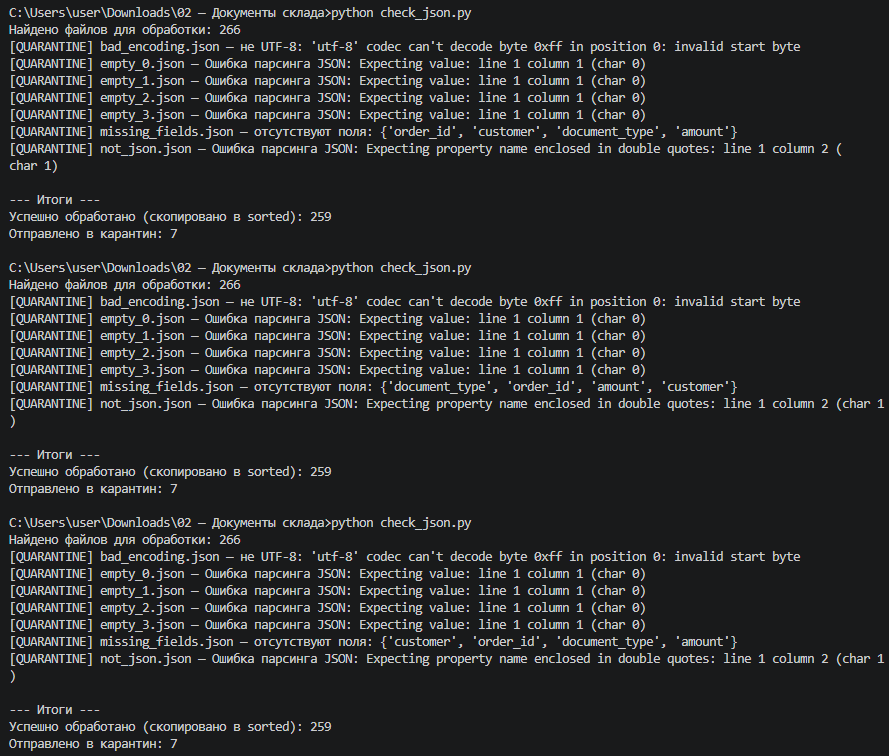 C:\Users\user\Downloads\02 — Документы склада>python check_json.py
Найдено файлов для обработки: 266
[QUARANTINE] bad_encoding.json — не UTF-8: 'utf-8' codec can't decode byte 0xff in position 0: invalid start byte
[QUARANTINE] empty_0.json — Ошибка парсинга JSON: Expecting value: line 1 column 1 (char 0)
[QUARANTINE] empty_1.json — Ошибка парсинга JSON: Expecting value: line 1 column 1 (char 0)
[QUARANTINE] empty_2.json — Ошибка парсинга JSON: Expecting value: line 1 column 1 (char 0)
[QUARANTINE] empty_3.json — Ошибка парсинга JSON: Expecting value: line 1 column 1 (char 0)
[QUARANTINE] missing_fields.json — отсутствуют поля: {'order_id', 'customer', 'document_type', 'amount'}
[QUARANTINE] not_json.json — Ошибка парсинга JSON: Expecting property name enclosed in double quotes: line 1 column 2 (
char 1)
--- Итоги ---
Успешно обработано (скопировано в sorted): 259
Отправлено в карантин: 7
C:\Users\user\Downloads\02 — Документы склада>python check_json.py
Найдено файлов для обработки: 266
[QUARANTINE] bad_encoding.json — не UTF-8: 'utf-8' codec can't decode byte 0xff in position 0: invalid start byte
[QUARANTINE] empty_0.json — Ошибка парсинга JSON: Expecting value: line 1 column 1 (char 0)
[QUARANTINE] empty_1.json — Ошибка парсинга JSON: Expecting value: line 1 column 1 (char 0)
[QUARANTINE] empty_2.json — Ошибка парсинга JSON: Expecting value: line 1 column 1 (char 0)
[QUARANTINE] empty_3.json — Ошибка парсинга JSON: Expecting value: line 1 column 1 (char 0)
[QUARANTINE] missing_fields.json — отсутствуют поля: {'document_type', 'order_id', 'amount', 'customer'}
[QUARANTINE] not_json.json — Ошибка парсинга JSON: Expecting property name enclosed in double quotes: line 1 column 2 (char 1
)
--- Итоги ---
Успешно обработано (скопировано в sorted): 259
Отправлено в карантин: 7
C:\Users\user\Downloads\02 — Документы склада>python check_json.py
Найдено файлов для обработки: 266
[QUARANTINE] bad_encoding.json — не UTF-8: 'utf-8' codec can't decode byte 0xff in position 0: invalid start byte
[QUARANTINE] empty_0.json — Ошибка парсинга JSON: Expecting value: line 1 column 1 (char 0)
[QUARANTINE] empty_1.json — Ошибка парсинга JSON: Expecting value: line 1 column 1 (char 0)
[QUARANTINE] empty_2.json — Ошибка парсинга JSON: Expecting value: line 1 column 1 (char 0)
[QUARANTINE] empty_3.json — Ошибка парсинга JSON: Expecting value: line 1 column 1 (char 0)
[QUARANTINE] missing_fields.json — отсутствуют поля: {'customer', 'order_id', 'document_type', 'amount'}
[QUARANTINE] not_json.json — Ошибка парсинга JSON: Expecting property name enclosed in double quotes: line 1 column 2 (char 1
)
--- Итоги ---
Успешно обработано (скопировано в sorted): 259
Отправлено в карантин: 7